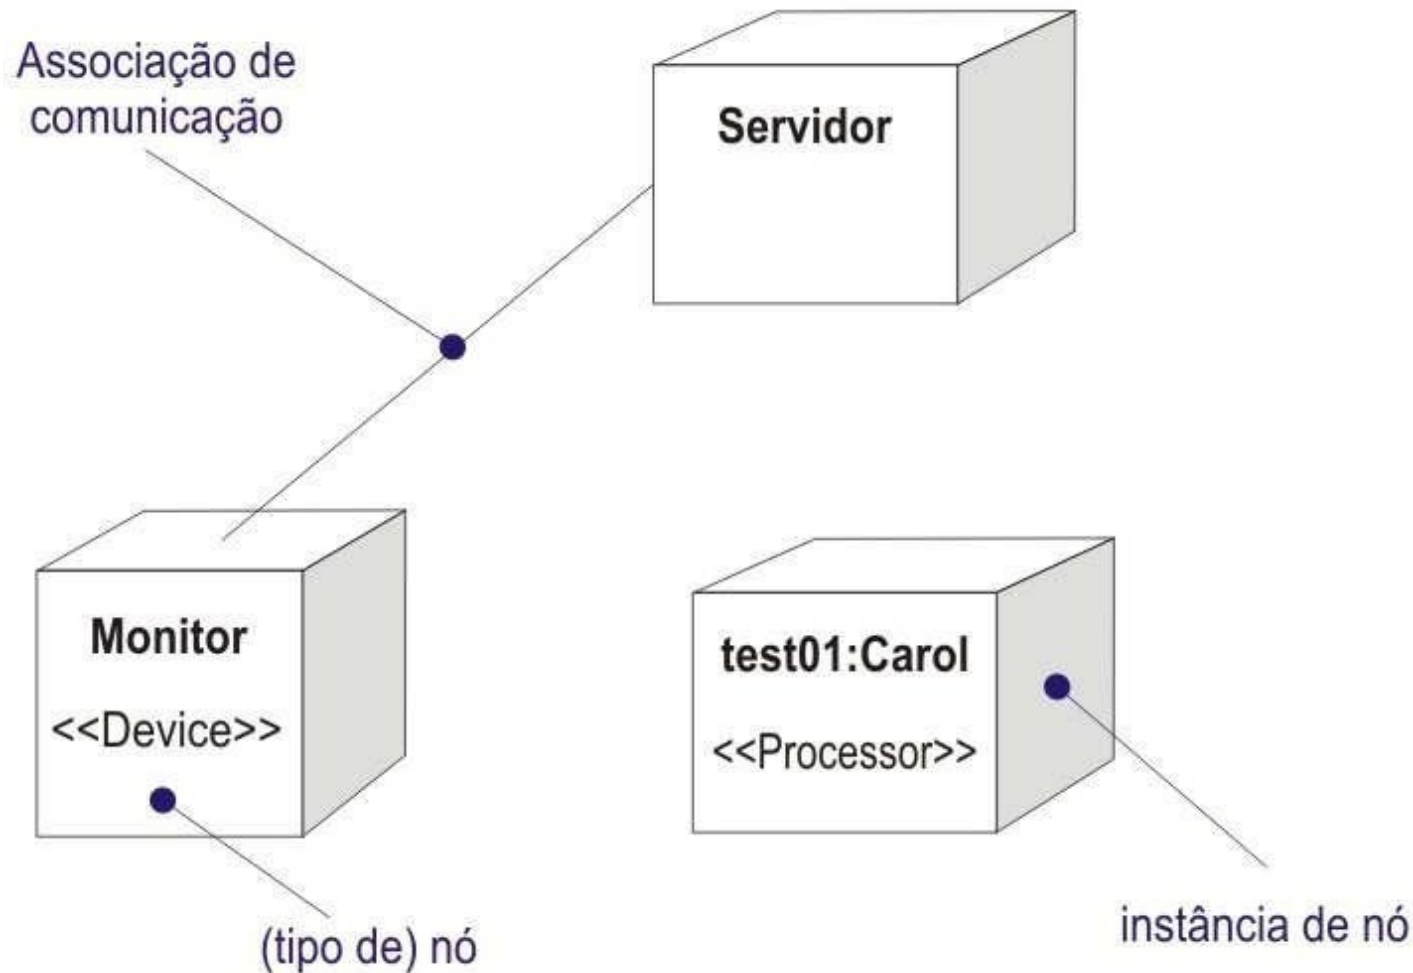 Associação de
comunicação
Servidor
Monitor
<<Device>>
test01:Carol
<<Processor>>
(tipo de) nó
instância de nó